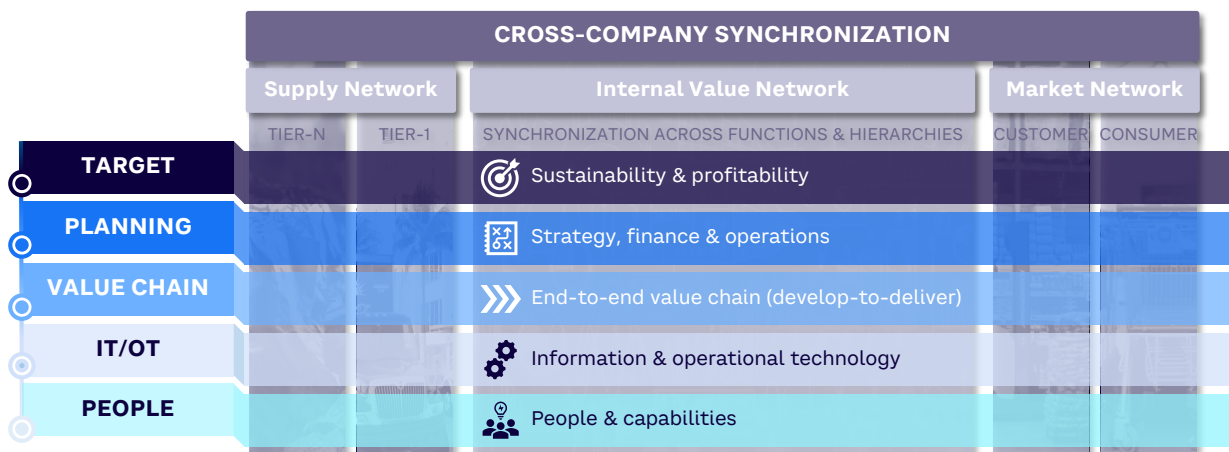 CROSS-COMPANY SYNCHRONIZATION
Supply Network
Internal Value Network
Market Network
TIER-N
TIER-1
SYNCHRONIZATION ACROSS FUNCTIONS & HIERARCHIES
CUSTOMER
CONSUMER
TARGET
Sustainability & profitability
PLANNING
Strategy, finance & operations
VALUE CHAIN
End-to-end value chain (develop-to-deliver)
IT/OT
Information & operational technology
PEOPLE
People & capabilities